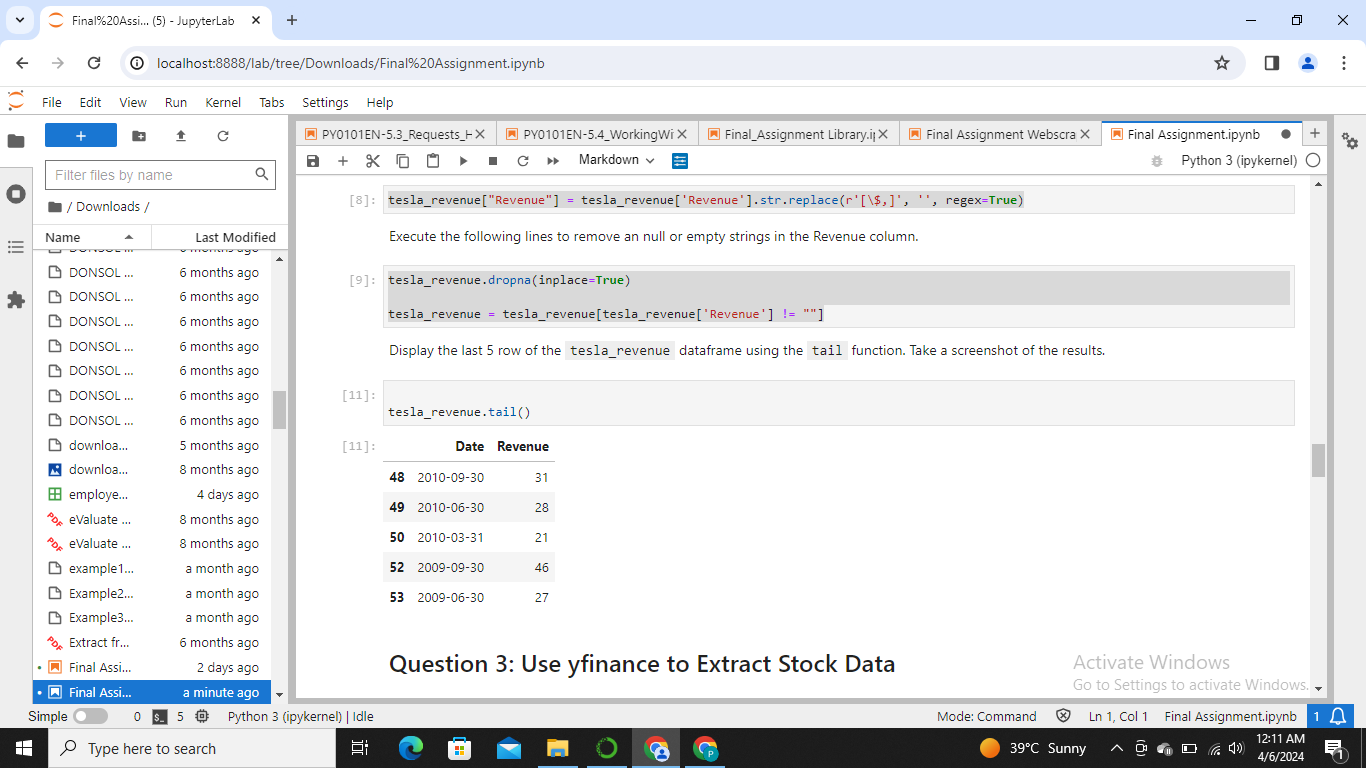 Final%20Assi... (5) - JupyterLab
localhost:8888/lab/tree/Downloads/Final%20Assignment.ipynb
File Edit View Run Kernel Tabs Settings Help
PY0101EN-5.3_Requests_H
PY0101EN-5.4_WorkingWi
Final_Assignment Library.ip
Final Assignment Webscra
Final Assignment.ipynb
Markdown
Python 3 (ipykernel)
Filter files by name
/ Downloads /
Name Last Modified
DONSOL ... 6 months ago
DONSOL ... 6 months ago
DONSOL ... 6 months ago
DONSOL ... 6 months ago
DONSOL ... 6 months ago
DONSOL ... 6 months ago
DONSOL ... 6 months ago
DONSOL ... 6 months ago
downloa... 5 months ago
downloa... 8 months ago
employe... 4 days ago
eValuate ... 8 months ago
eValuate ... 8 months ago
example1... a month ago
Example2... a month ago
Example3... a month ago
Extract fr... 6 months ago
Final Assi... 2 days ago
Final Assi... a minute ago
[8]: tesla_revenue["Revenue"] = tesla_revenue['Revenue'].str.replace(r'[\$,]', '', regex=True)
Execute the following lines to remove an null or empty strings in the Revenue column.
[9]: tesla_revenue.dropna(inplace=True)
tesla_revenue = tesla_revenue[tesla_revenue['Revenue'] != ""]
Display the last 5 row of the tesla_revenue dataframe using the tail function. Take a screenshot of the results.
[11]:
tesla_revenue.tail()
[11]: Date Revenue
48 2010-09-30 31
49 2010-06-30 28
50 2010-03-31 21
52 2009-09-30 46
53 2009-06-30 27
Question 3: Use yfinance to Extract Stock Data
Activate Windows
Go to Settings to activate Windows.
Simple 0 5 Python 3 (ipykernel) | Idle Mode: Command Ln 1, Col 1 Final Assignment.ipynb 1
Type here to search
39°C Sunny
12:11 AM
4/6/2024
1